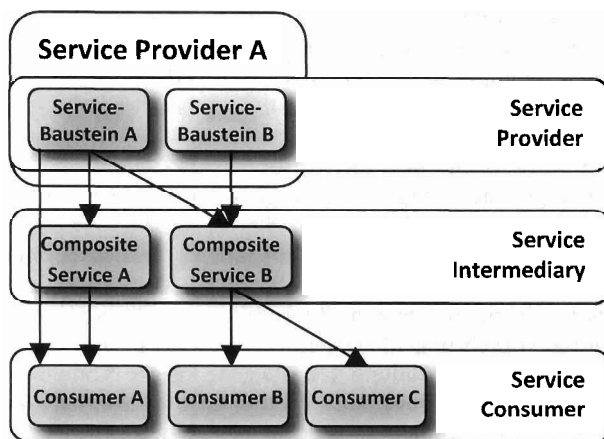 Service Provider A
Service-
Baustein A
Service-
Baustein B
Service
Provider
Composite
Service A
Composite
Service B
Service
Intermediary
Consumer A
Consumer B
Consumer C
Service
Consumer